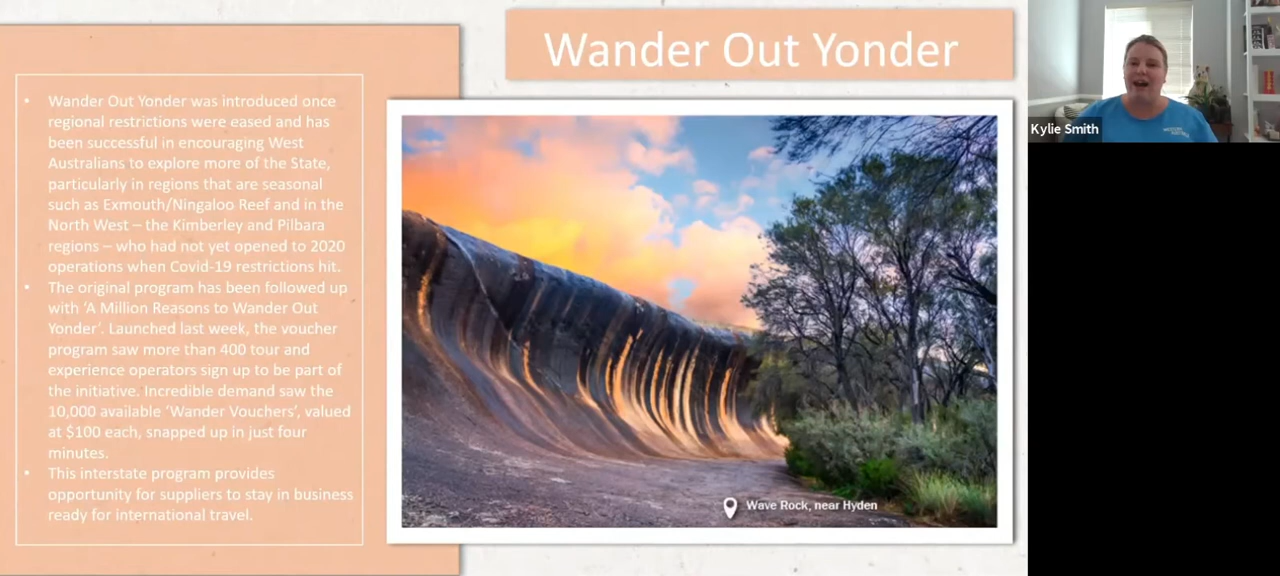 Wander Out Yonder
• Wander Out Yonder was introduced once
regional restrictions were eased and has
been successful in encouraging West
Australians to explore more of the State,
particularly in regions that are seasonal
such as Exmouth/Ningaloo Reef and in the
North West – the Kimberley and Pilbara
regions – who had not yet opened to 2020
operations when Covid-19 restrictions hit.
• The original program has been followed up
with ‘A Million Reasons to Wander Out
Yonder’. Launched last week, the voucher
program saw more than 400 tour and
experience operators sign up to be part of
the initiative. Incredible demand saw the
10,000 available ‘Wander Vouchers’, valued
at $100 each, snapped up in just four
minutes.
• This interstate program provides
opportunity for suppliers to stay in business
ready for international travel.
Wave Rock, near Hyden
Kylie Smith